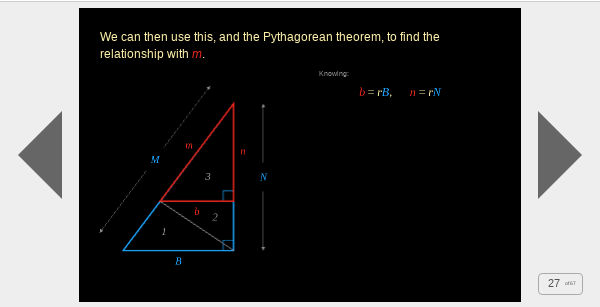 We can then use this, and the Pythagorean theorem, to find the
relationship with m.
Knowing:
b = rB, n = rN
M
m
n
3
N
b
2
1
B
27 of 67